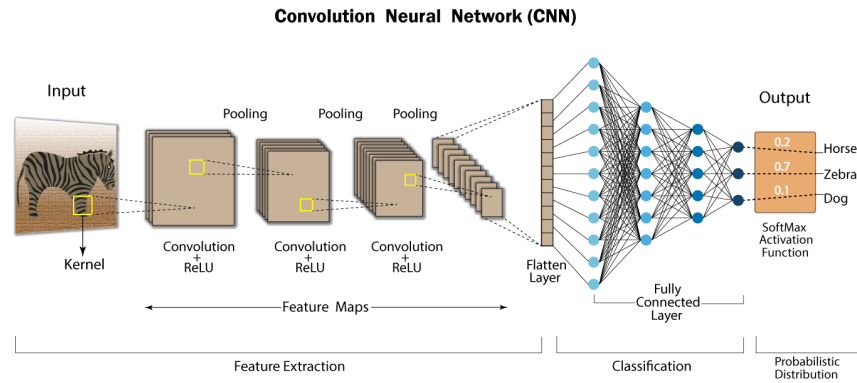 Convolution Neural Network (CNN)
Input
Output
Pooling
Pooling
Pooling
0.2
Horse
0.7
Zebra
0.1
Dog
Kernel
Convolution
+
ReLU
Convolution
+
ReLU
Convolution
+
ReLU
Flatten
Layer
SoftMax
Activation
Function
Feature Maps
Fully
Connected
Layer
Feature Extraction
Classification
Probabilistic
Distribution